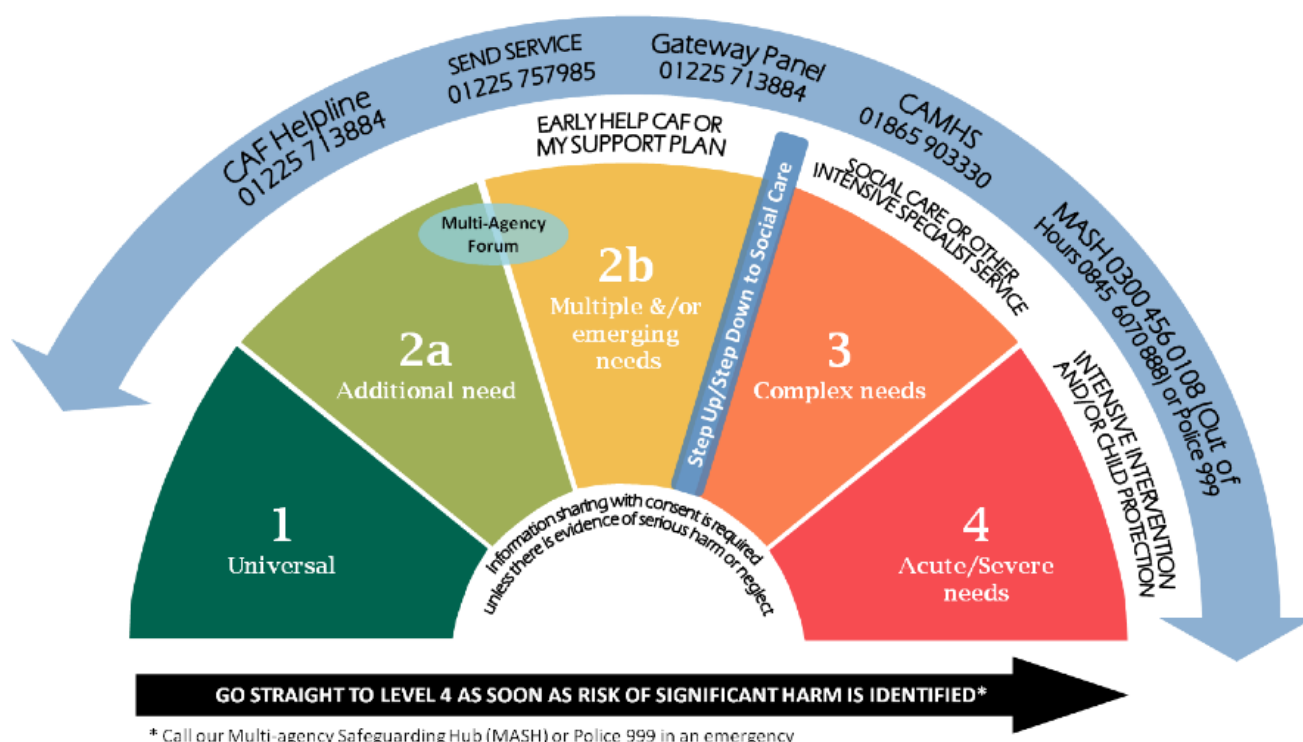 CAF Helpline
01225 713884
SEND SERVICE
01225 757985
Gateway Panel
01225 713884
CAMHS
01865 903330
MASH 0300 456 0108 (Out of
Hours 0845 6070 888) or Police 999
EARLY HELP CAF OR
MY SUPPORT PLAN
SOCIAL CARE OR OTHER
INTENSIVE SPECIALIST SERVICE
INTENSIVE INTERVENTION
AND/OR CHILD PROTECTION
1
Universal
2a
Additional need
Multi-Agency
Forum
2b
Multiple &/or
emerging
needs
Step Up/Step Down to Social Care
3
Complex needs
4
Acute/Severe
needs
Information sharing with consent is required
unless there is evidence of serious harm or neglect
GO STRAIGHT TO LEVEL 4 AS SOON AS RISK OF SIGNIFICANT HARM IS IDENTIFIED*
* Call our Multi-agency Safeguarding Hub (MASH) or Police 999 in an emergency